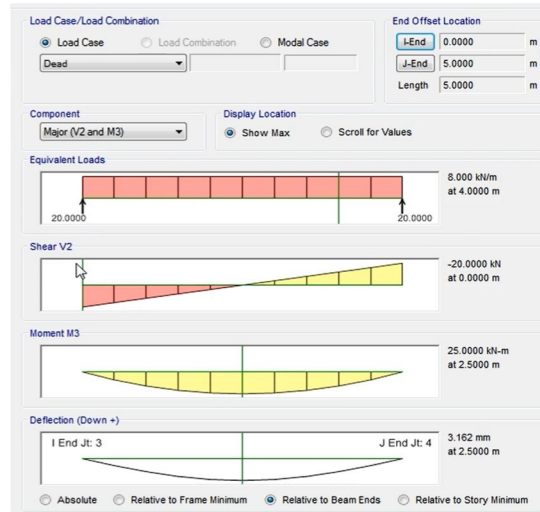 Load Case/Load Combination
End Offset Location
Load Case Load Combination Modal Case
I-End 0.0000 m
Dead
J-End 5.0000 m
Length 5.0000 m
Component
Display Location
Major (V2 and M3)
Show Max Scroll for Values
Equivalent Loads
8.000 kN/m
at 4.0000 m
20.0000 20.0000
Shear V2
-20.0000 kN
at 0.0000 m
Moment M3
25.0000 kN-m
at 2.5000 m
Deflection (Down +)
I End Jt: 3 J End Jt: 4
3.162 mm
at 2.5000 m
Absolute Relative to Frame Minimum Relative to Beam Ends Relative to Story Minimum